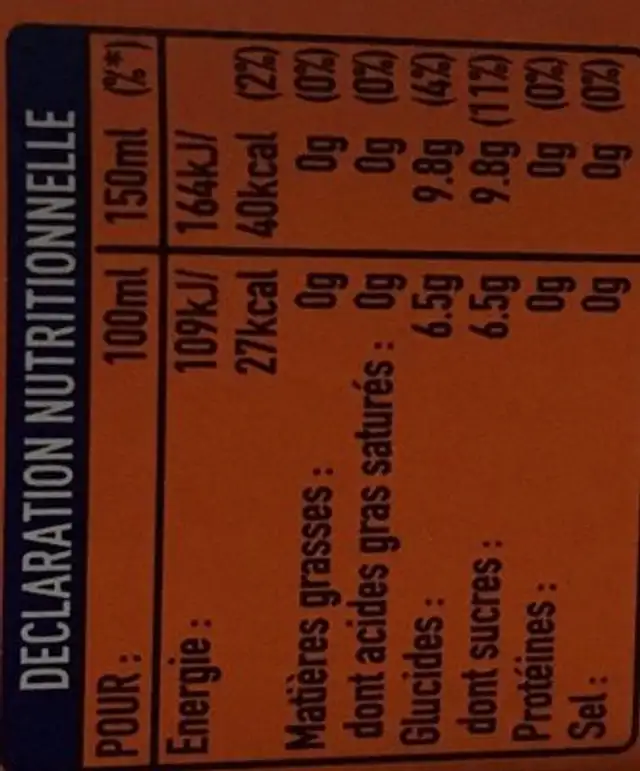 DECLARATION NUTRITIONNELLE
POUR : 100ml 150ml (%*)
Energie : 109kJ/ 164kJ/
27kcal 40kcal (2%)
Matières grasses : 0g 0g (0%)
dont acides gras saturés : 0g 0g (0%)
Glucides : 6.5g 9.8g (4%)
dont sucres : 6.5g 9.8g (11%)
Protéines : 0g 0g (0%)
Sel : 0g 0g (0%)